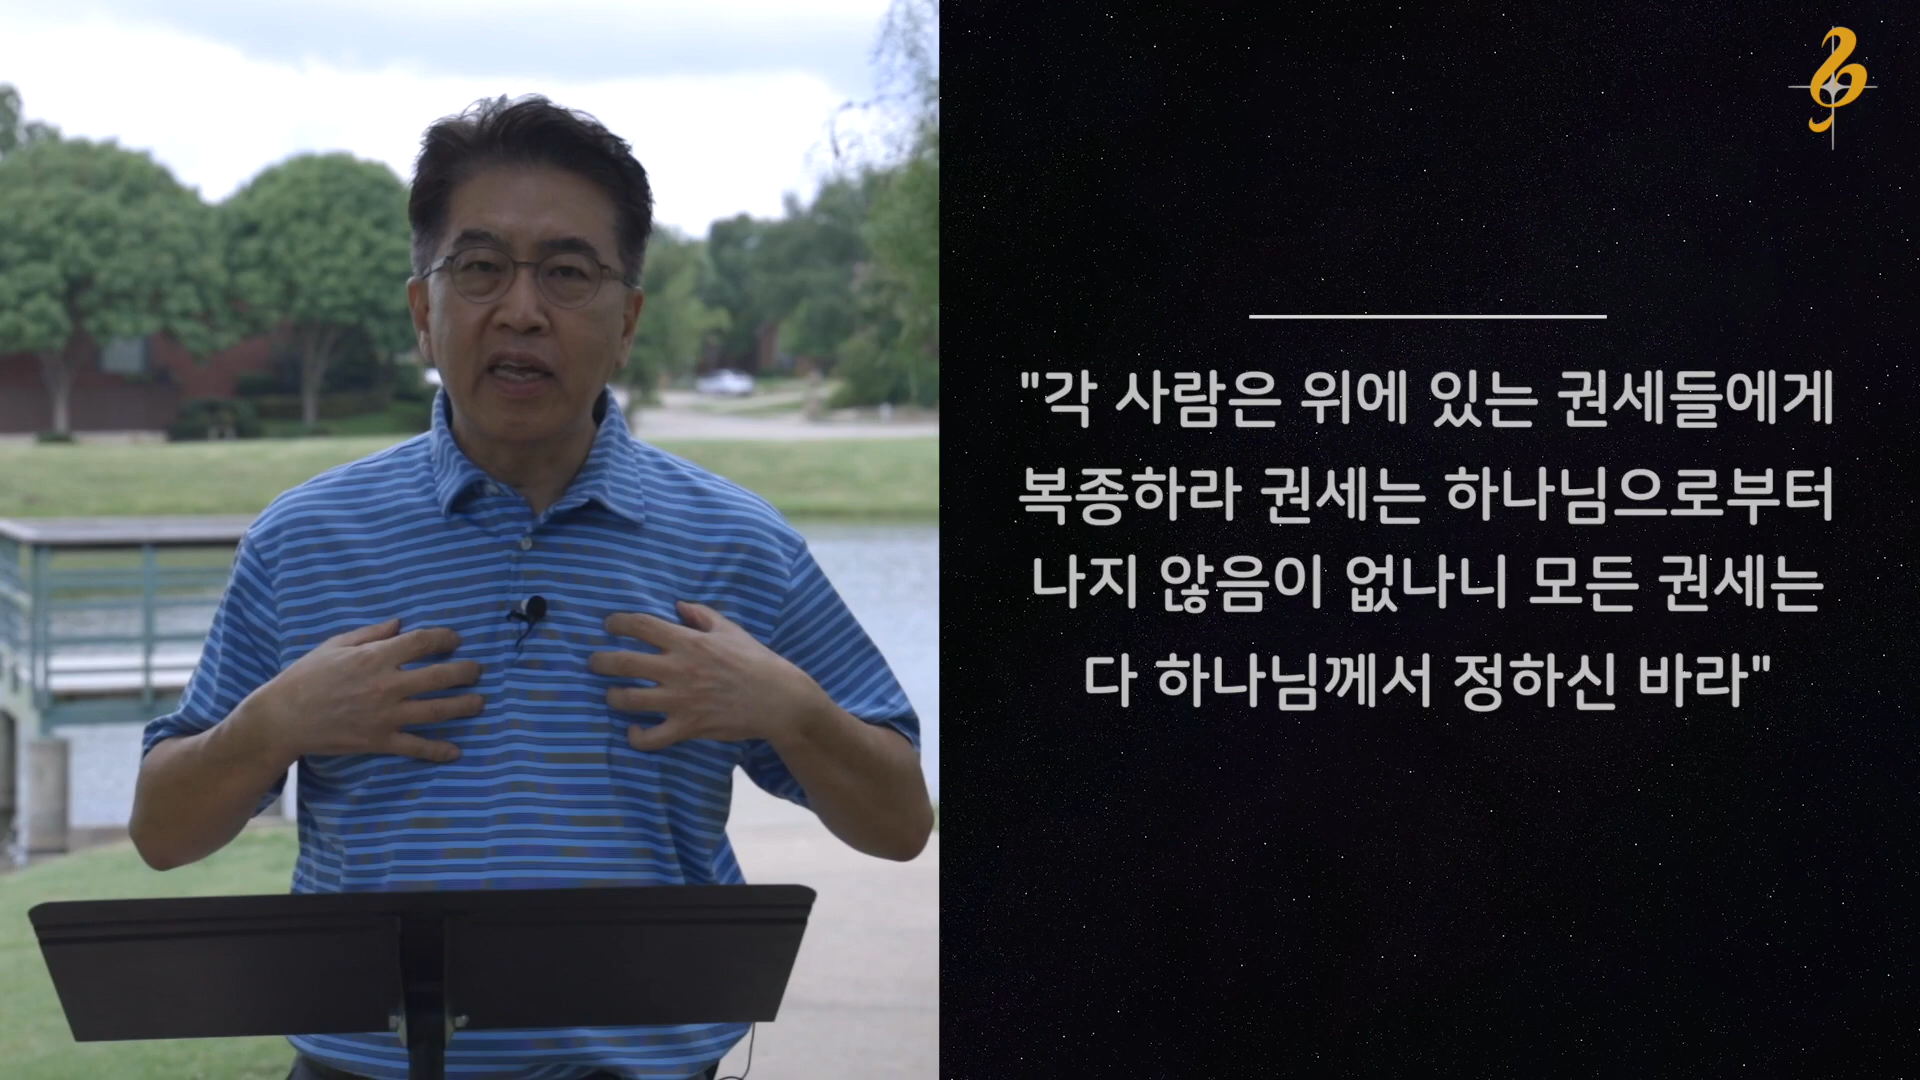 "각 사람은 위에 있는 권세들에게
복종하라 권세는 하나님으로부터
나지 않음이 없나니 모든 권세는
다 하나님께서 정하신 바라"